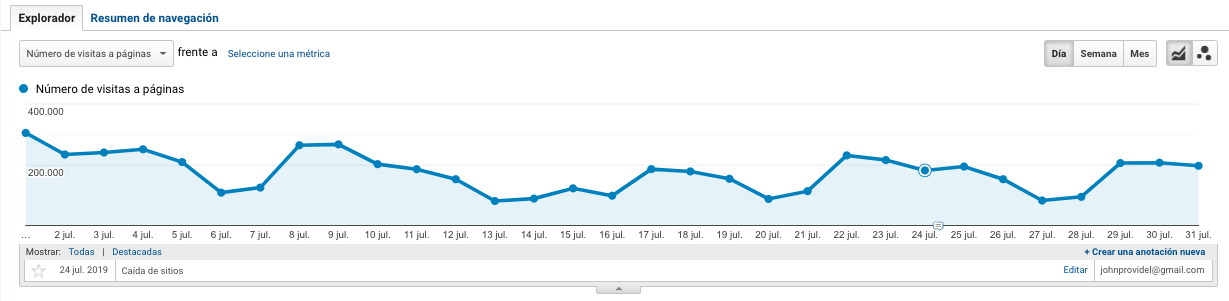 Explorador Resumen de navegación
Número de visitas a páginas frente a Seleccione una métrica Día Semana Mes
Número de visitas a páginas
400.000
200.000
... 2 jul. 3 jul. 4 jul. 5 jul. 6 jul. 7 jul. 8 jul. 9 jul. 10 jul. 11 jul. 12 jul. 13 jul. 14 jul. 15 jul. 16 jul. 17 jul. 18 jul. 19 jul. 20 jul. 21 jul. 22 jul. 23 jul. 24 jul. 25 jul. 26 jul. 27 jul. 28 jul. 29 jul. 30 jul. 31 jul.
Mostrar: Todas | Destacadas + Crear una anotación nueva
24 jul. 2019 Caída de sitios Editar johnprovidel@gmail.com